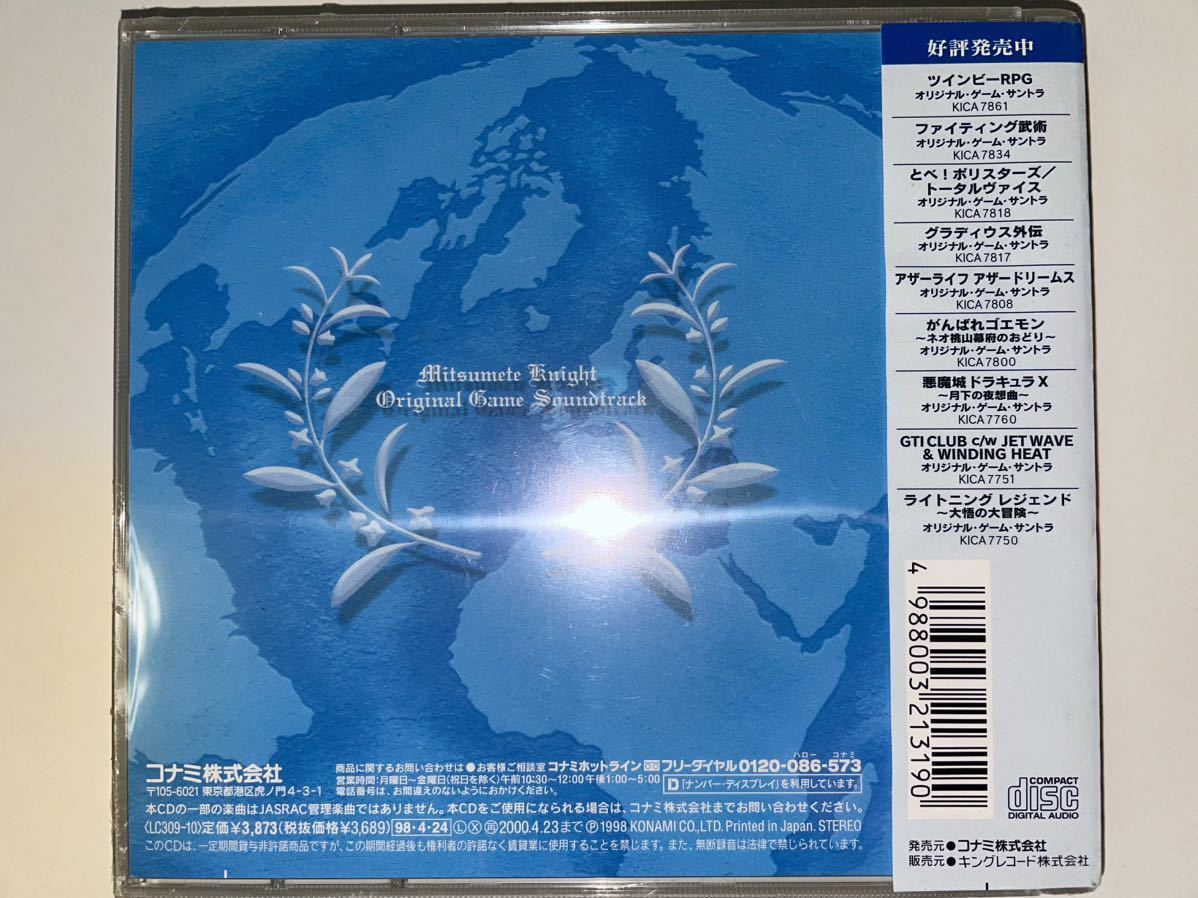 Mitsumete Knight
Original Game Soundtrack
コナミ株式会社
〒105-6021 東京都港区虎ノ門4-3-1
商品に関するお問い合わせは●お客様ご相談室 コナミホットライン フリーダイヤル 0120-086-573
ハロー コナミ
営業時間:月曜日～金曜日(祝日を除く)午前10:30～12:00 午後1:00～5:00
電話番号は、お間違えのないようにおかけください。
D「ナンバー・ディスプレイ」を利用しています。
本CDの一部の楽曲はJASRAC管理楽曲ではありません。本CDをご使用になられる場合は、コナミ株式会社までお問い合わせください。
〈LC309-10〉定価¥3,873(税抜価格¥3,689) 98・4・24 Ⓛ Ⓧ 2000.4.23まで Ⓟ1998 KONAMI CO.,LTD. Printed in Japan. STEREO
このCDは、一定期間貸与非許諾商品ですが、この期間経過後も権利者の許諾なく賃貸業に使用することを禁じます。また、無断録音は法律で禁じられています。
好評発売中
ツインビーRPG
オリジナル・ゲーム・サントラ
KICA7861
ファイティング武術
オリジナル・ゲーム・サントラ
KICA7834
とべ!ポリスターズ/
トータルヴァイス
オリジナル・ゲーム・サントラ
KICA7818
グラディウス外伝
オリジナル・ゲーム・サントラ
KICA7817
アザーライフ アザードリームス
オリジナル・ゲーム・サントラ
KICA7808
がんばれゴエモン
～ネオ桃山幕府のおどり～
オリジナル・ゲーム・サントラ
KICA7800
悪魔城ドラキュラX
～月下の夜想曲～
オリジナル・ゲーム・サントラ
KICA7760
GTI CLUB c/w JET WAVE
& WINDING HEAT
オリジナル・ゲーム・サントラ
KICA7751
ライトニング レジェンド
～大悟の大冒険～
オリジナル・ゲーム・サントラ
KICA7750
4 988003 213190
COMPACT
disc
DIGITAL AUDIO
発売元●コナミ株式会社
販売元●キングレコード株式会社